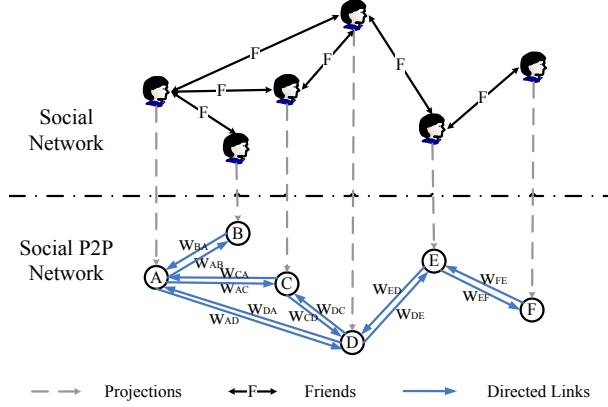 F
F
F
F
F
F
Social
Network
Social P2P
Network
B
WBA
WAB
A
WCA
WAC
C
WDA
WAD
WCD
WDC
D
E
WED
WDE
WFE
WEF
F
Projections
F
Friends
Directed Links